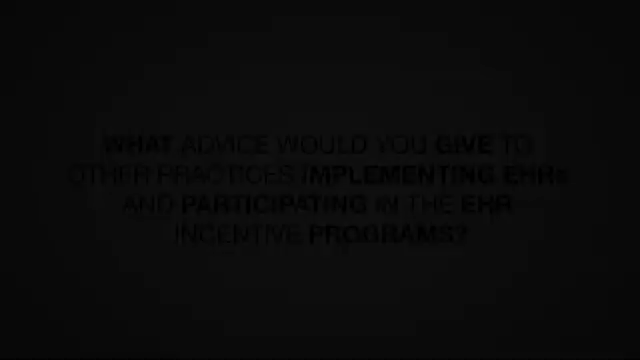 WHAT ADVICE WOULD YOU GIVE TO
OTHER PRACTICES IMPLEMENTING EHRs
AND PARTICIPATING IN THE EHR
INCENTIVE PROGRAMS?